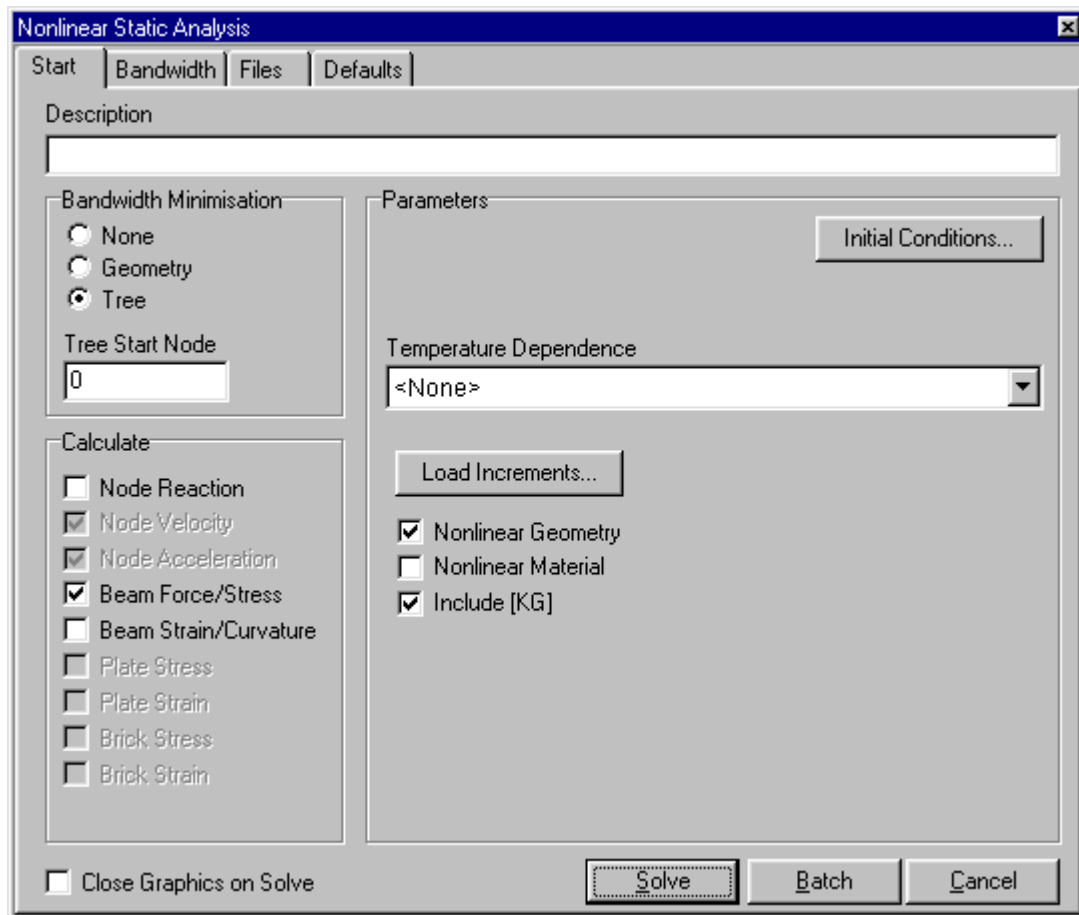 Nonlinear Static Analysis
Start Bandwidth Files Defaults
Description
Bandwidth Minimisation
None
Geometry
Tree
Tree Start Node
0
Calculate
Node Reaction
Node Velocity
Node Acceleration
Beam Force/Stress
Beam Strain/Curvature
Plate Stress
Plate Strain
Brick Stress
Brick Strain
Parameters
Initial Conditions...
Temperature Dependence
<None>
Load Increments...
Nonlinear Geometry
Nonlinear Material
Include [KG]
Close Graphics on Solve
Solve Batch Cancel